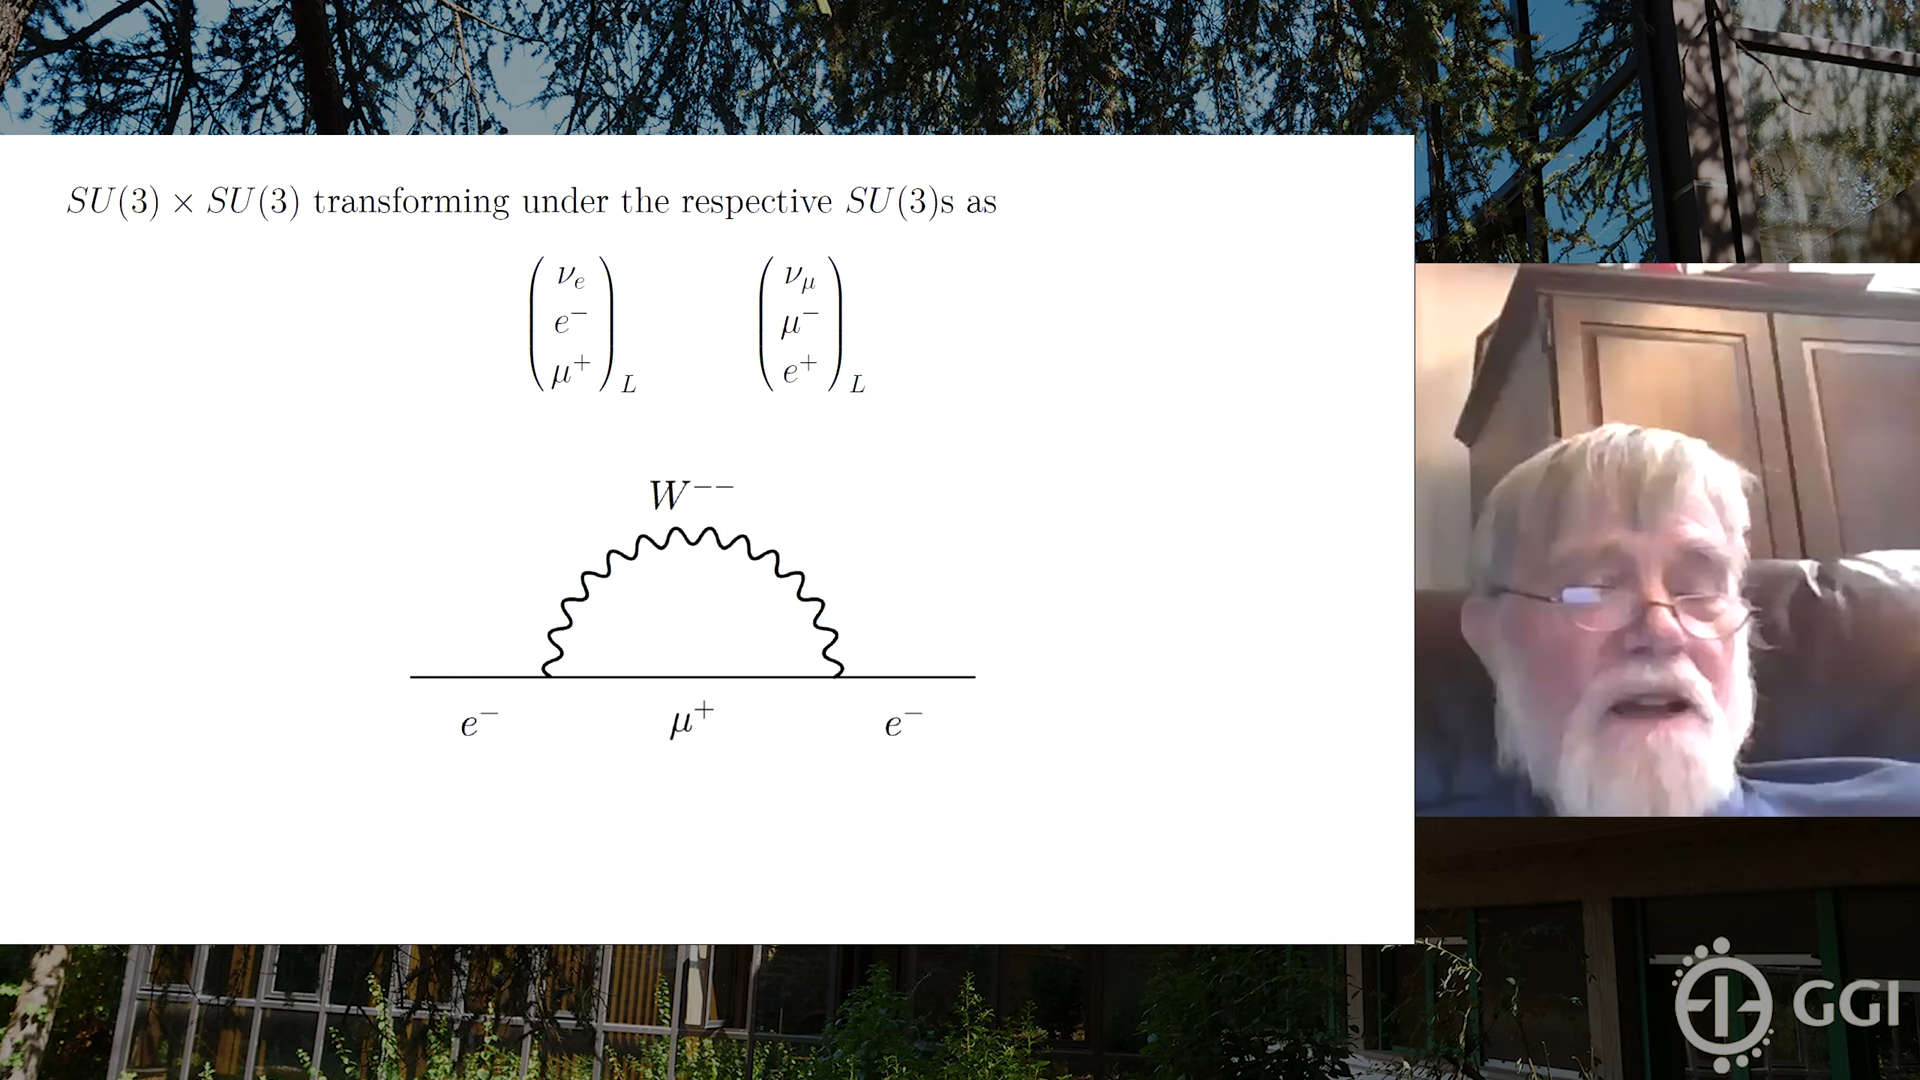 SU(3) × SU(3) transforming under the respective SU(3)s as
ν_e ν_μ
e⁻ μ⁻
μ⁺ e⁺
L L
W⁻⁻
e⁻ μ⁺ e⁻
GGI